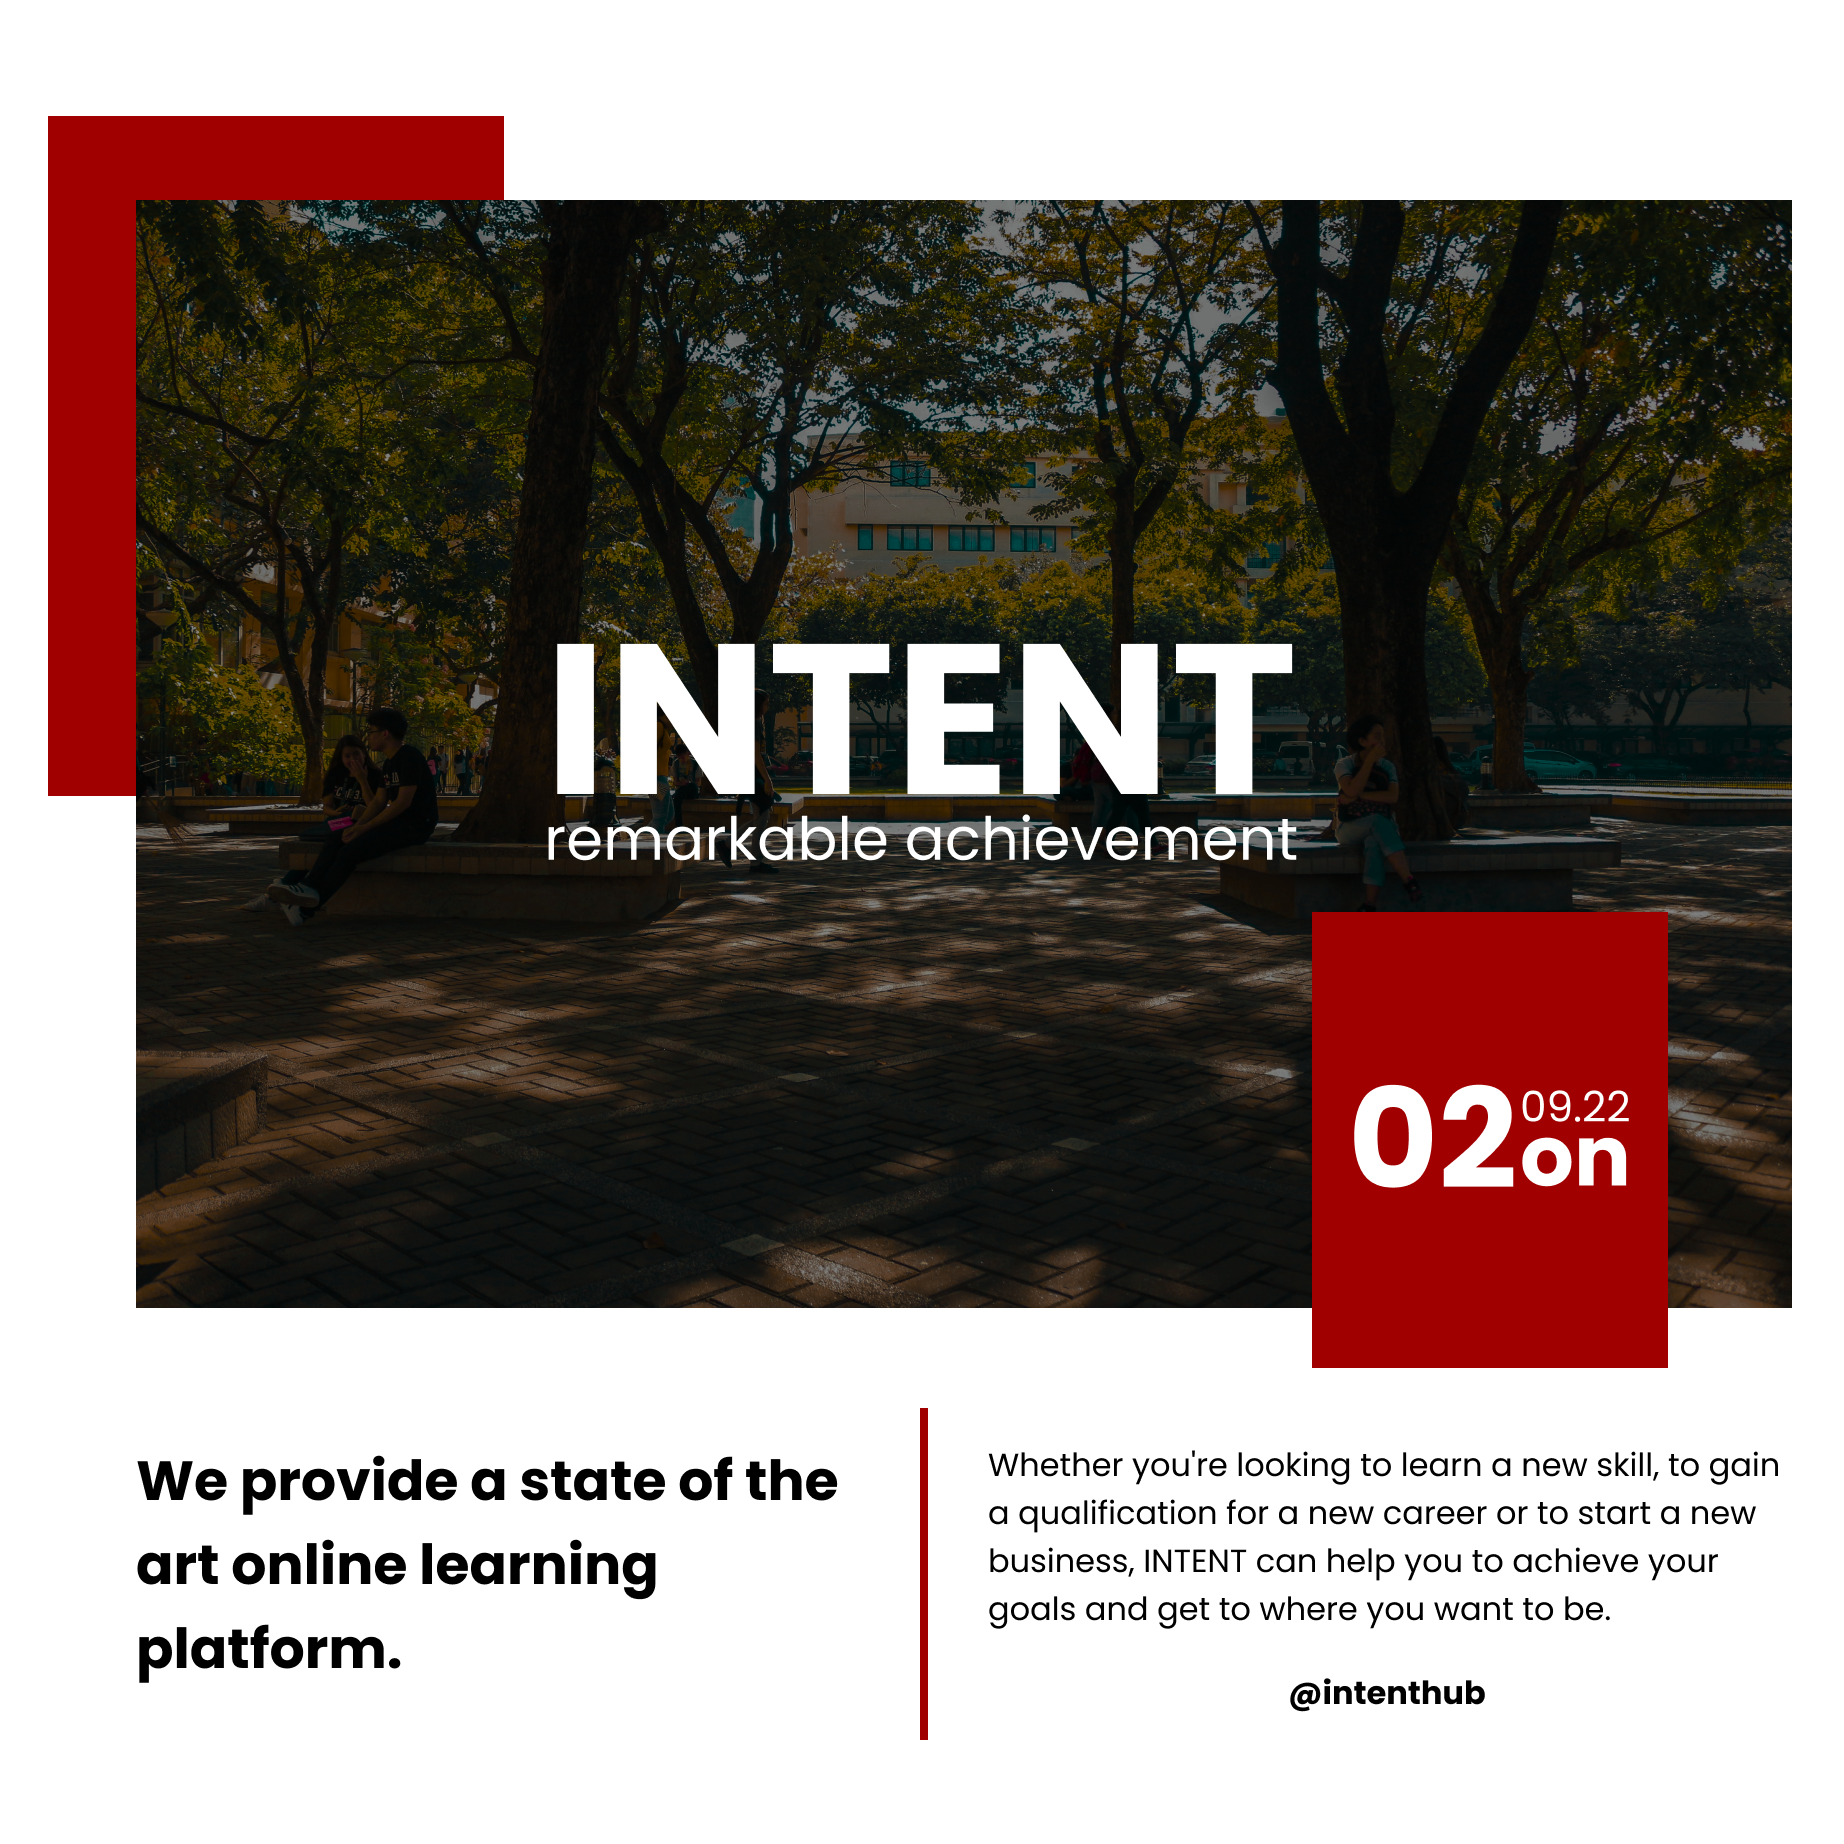 INTENT
remarkable achievement
02
09.22
on
We provide a state of the
art online learning
platform.
Whether you're looking to learn a new skill, to gain
a qualification for a new career or to start a new
business, INTENT can help you to achieve your
goals and get to where you want to be.
@intenthub